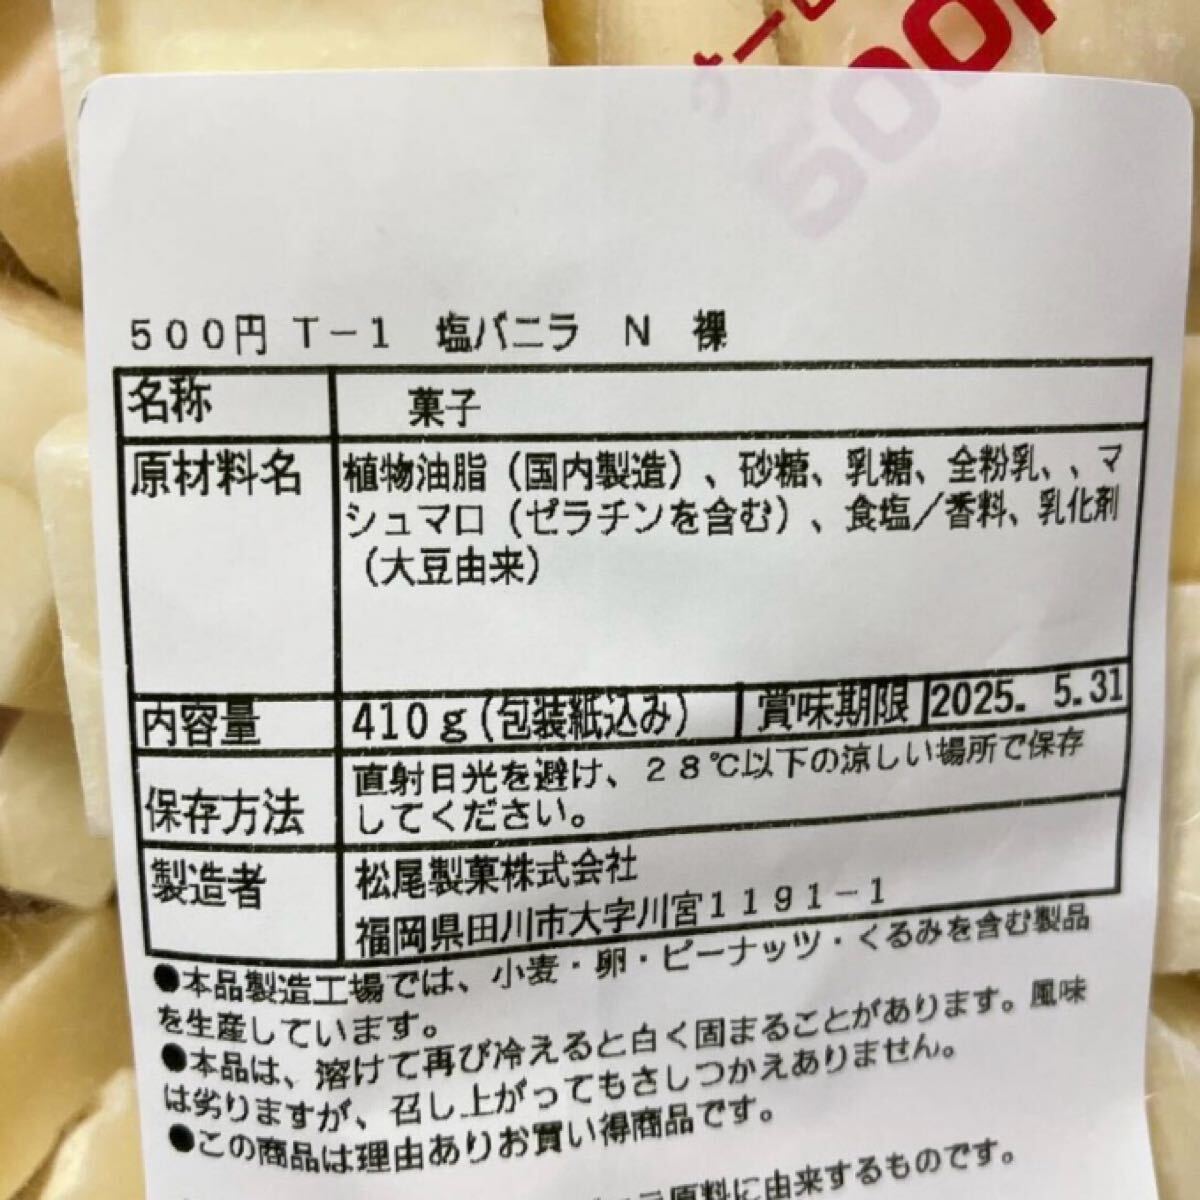 500円 T-1 塩バニラ N 裸
名称 菓子
原材料名 植物油脂（国内製造）、砂糖、乳糖、全粉乳、、マ
シュマロ（ゼラチンを含む）、食塩／香料、乳化剤
（大豆由来）
内容量 410g(包装紙込み) 賞味期限 2025. 5.31
保存方法 直射日光を避け、28℃以下の涼しい場所で保存
してください。
製造者 松尾製菓株式会社
福岡県田川市大字川宮1191-1
●本品製造工場では、小麦・卵・ピーナッツ・くるみを含む製品
を生産しています。
●本品は、溶けて再び冷えると白く固まることがあります。風味
は劣りますが、召し上がってもさしつかえありません。
●この商品は理由ありお買い得商品です。
原料に由来するものです。